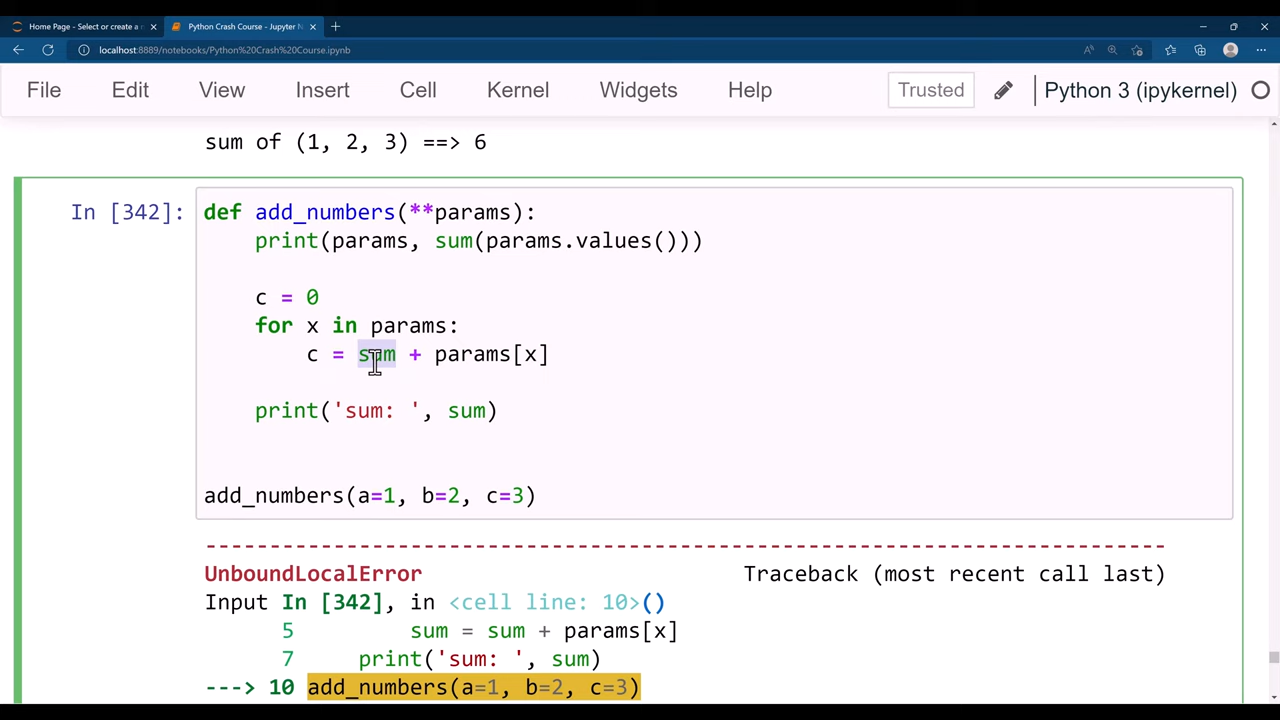 Home Page - Select or create a n
Python Crash Course - Jupyter N
localhost:8889/notebooks/Python%20Crash%20Course.ipynb
File Edit View Insert Cell Kernel Widgets Help Trusted Python 3 (ipykernel)
sum of (1, 2, 3) ==> 6
In [342]: def add_numbers(**params):
print(params, sum(params.values()))
c = 0
for x in params:
c = sum + params[x]
print('sum: ', sum)
add_numbers(a=1, b=2, c=3)
---------------------------------------------------------------------------
UnboundLocalError Traceback (most recent call last)
Input In [342], in <cell line: 10>()
5 sum = sum + params[x]
7 print('sum: ', sum)
---> 10 add_numbers(a=1, b=2, c=3)